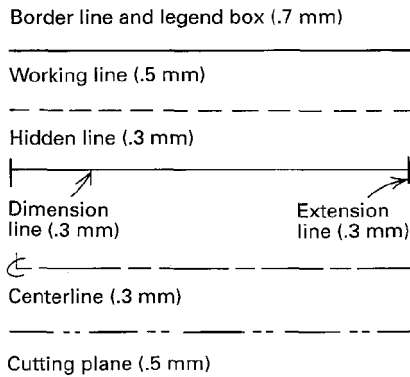 Border line and legend box (.7 mm)
Working line (.5 mm)
Hidden line (.3 mm)
Dimension
line (.3 mm)
Extension
line (.3 mm)
Centerline (.3 mm)
Cutting plane (.5 mm)